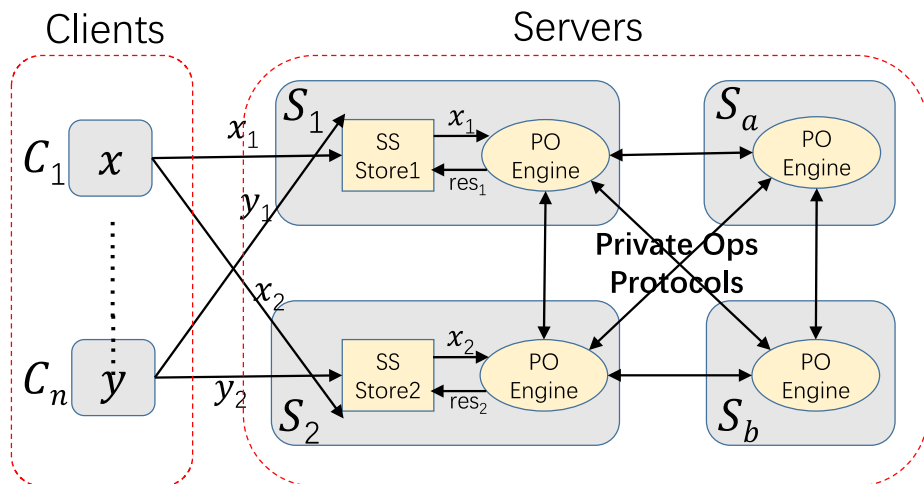 Clients
Servers
C₁
x
x₁
y₁
x₂
Cₙ
y
y₂
S₁
SS
Store1
x₁
res₁
PO
Engine
Sₐ
PO
Engine
Private Ops
Protocols
S₂
SS
Store2
x₂
res₂
PO
Engine
S_b
PO
Engine